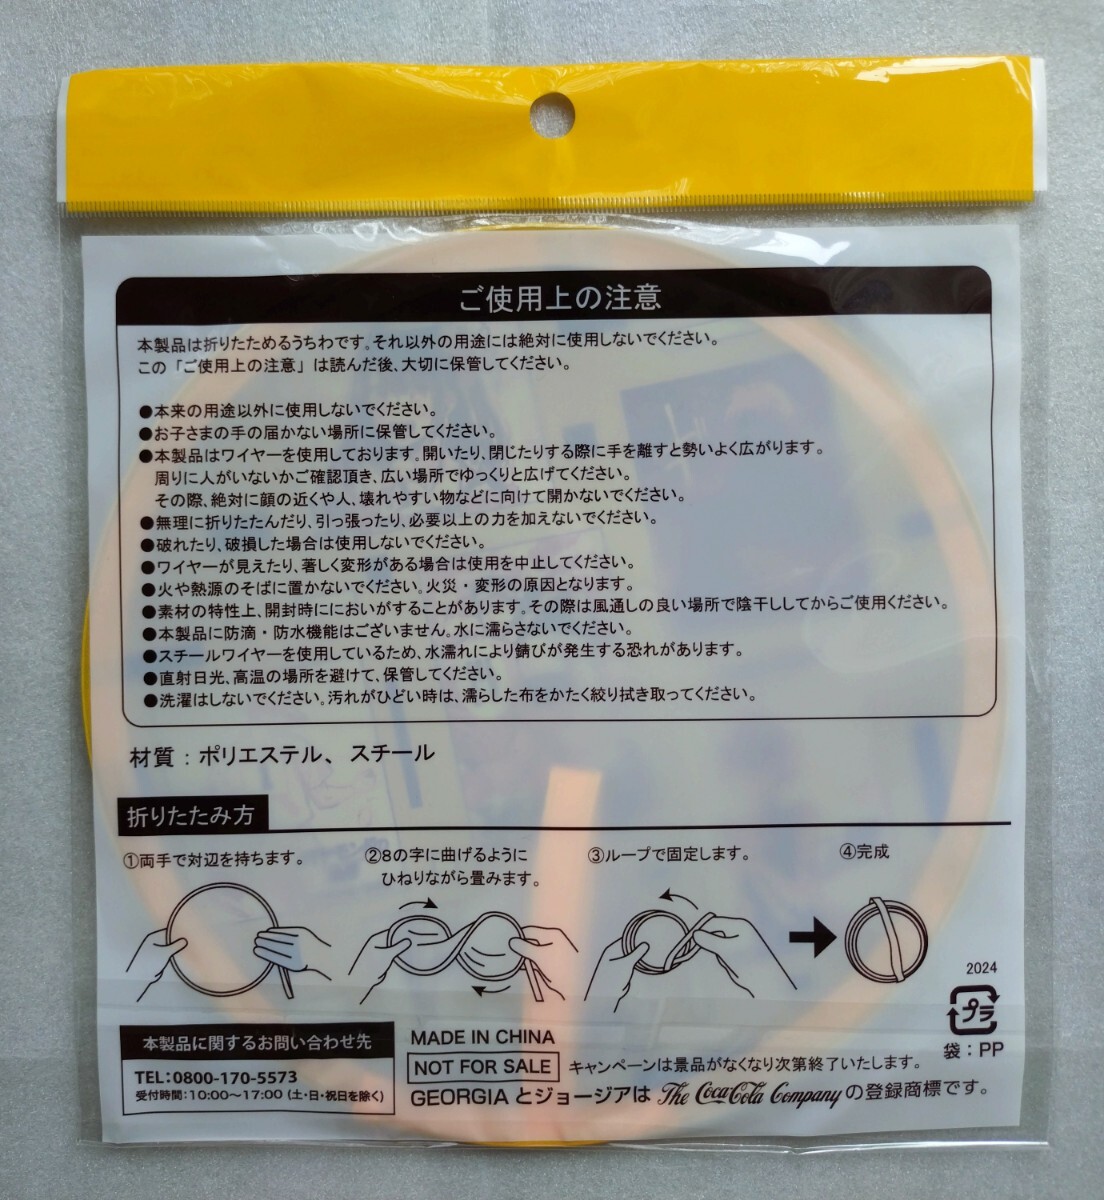 ご使用上の注意
本製品は折りたためるうちわです。それ以外の用途には絶対に使用しないでください。
この「ご使用上の注意」は読んだ後、大切に保管してください。
●本来の用途以外に使用しないでください。
●お子さまの手の届かない場所に保管してください。
●本製品はワイヤーを使用しております。開いたり、閉じたりする際に手を離すと勢いよく広がります。
周りに人がいないかご確認頂き、広い場所でゆっくりと広げてください。
その際、絶対に顔の近くや人、壊れやすい物などに向けて開かないでください。
●無理に折りたたんだり、引っ張ったり、必要以上の力を加えないでください。
●破れたり、破損した場合は使用しないでください。
●ワイヤーが見えたり、著しく変形がある場合は使用を中止してください。
●火や熱源のそばに置かないでください。火災・変形の原因となります。
●素材の特性上、開封時ににおいがすることがあります。その際は風通しの良い場所で陰干ししてからご使用ください。
●本製品に防滴・防水機能はございません。水に濡らさないでください。
●スチールワイヤーを使用しているため、水濡れにより錆びが発生する恐れがあります。
●直射日光、高温の場所を避けて、保管してください。
●洗濯はしないでください。汚れがひどい時は、濡らした布をかたく絞り拭き取ってください。
材質：ポリエステル、スチール
折りたたみ方
①両手で対辺を持ちます。
②8の字に曲げるように
ひねりながら畳みます。
③ループで固定します。
④完成
2024
プラ
袋：PP
本製品に関するお問い合わせ先
TEL:0800-170-5573
受付時間：10:00～17:00（土・日・祝日を除く）
MADE IN CHINA
NOT FOR SALE キャンペーンは景品がなくなり次第終了いたします。
GEORGIA とジョージアは The Coca-Cola Company の登録商標です。